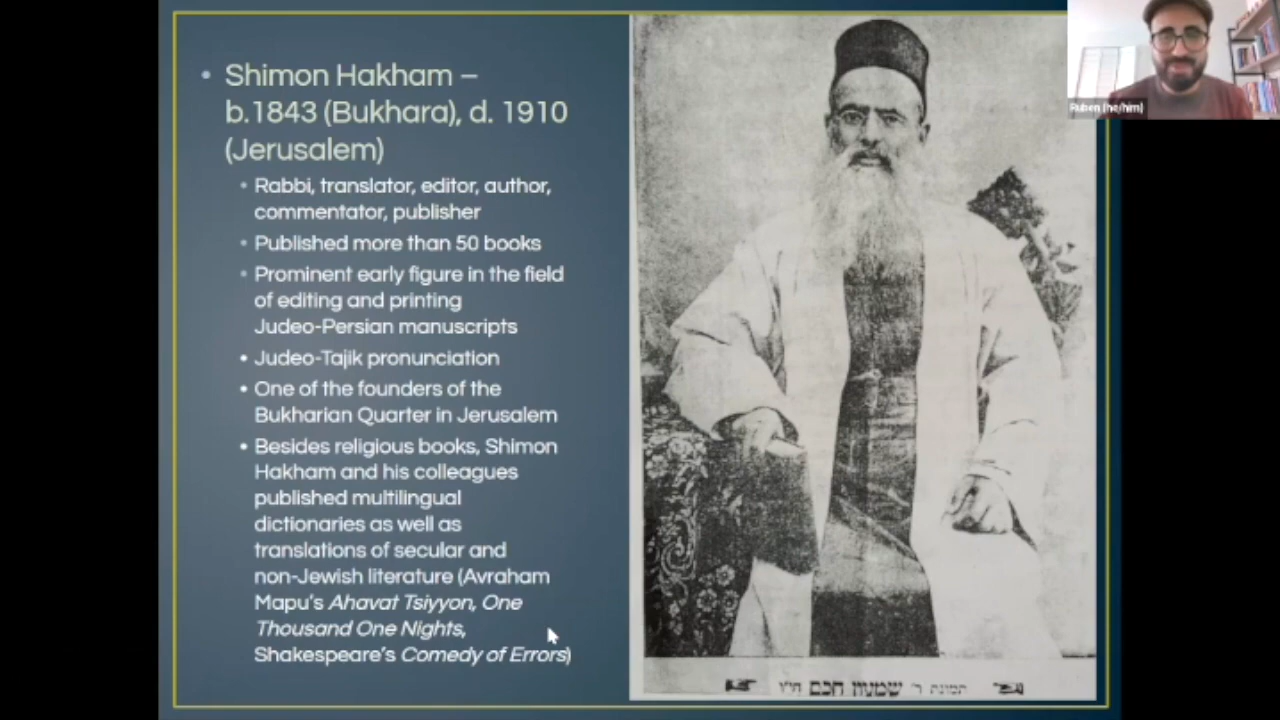 Shimon Hakham –
b.1843 (Bukhara), d. 1910
(Jerusalem)
Rabbi, translator, editor, author,
commentator, publisher
Published more than 50 books
Prominent early figure in the field
of editing and printing
Judeo-Persian manuscripts
Judeo-Tajik pronunciation
One of the founders of the
Bukharian Quarter in Jerusalem
Besides religious books, Shimon
Hakham and his colleagues
published multilingual
dictionaries as well as
translations of secular and
non-Jewish literature (Avraham
Mapu's Ahavat Tsiyyon, One
Thousand One Nights,
Shakespeare's Comedy of Errors)
תמונת ר' שמעון חכם
Ruben (he/him)